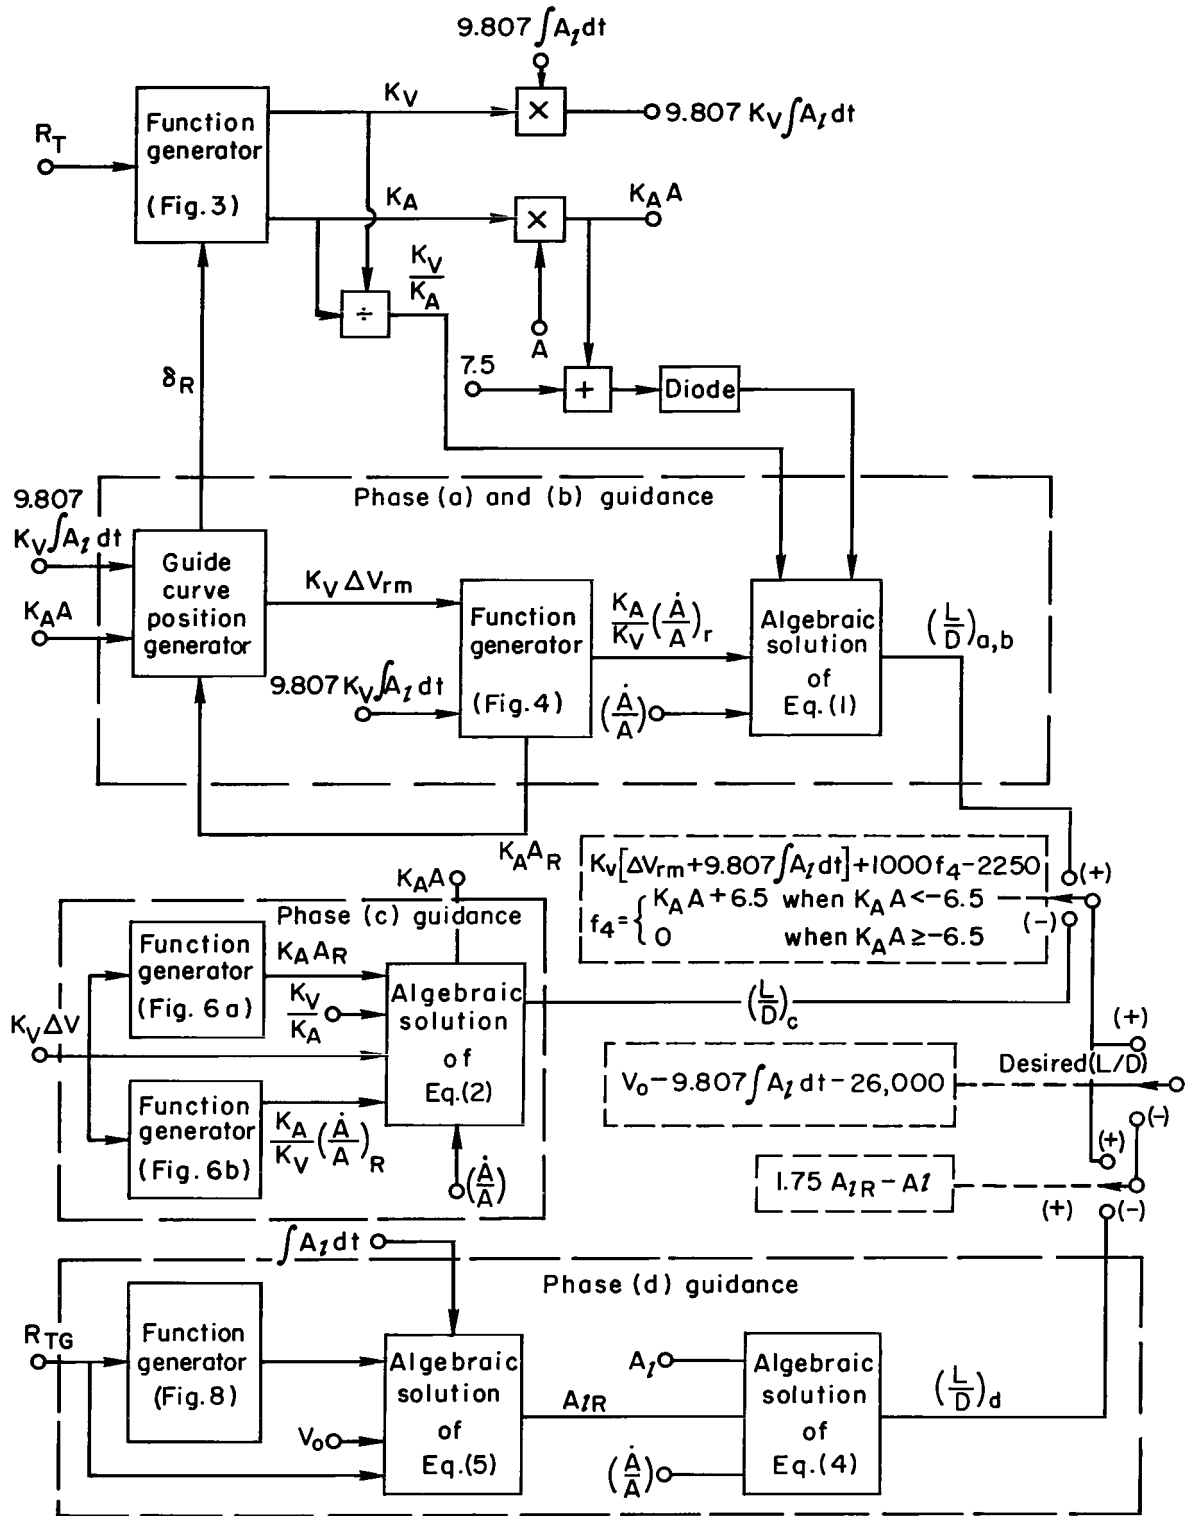 9.807 ∫A_l dt
K_V
9.807 K_V ∫A_l dt
R_T
Function
generator
(Fig. 3)
×
K_A
K_A A
×
K_V
K_A
÷
A
7.5
+
Diode
δ_R
Phase (a) and (b) guidance
9.807
K_V ∫A_l dt
K_A A
Guide
curve
position
generator
K_V ΔV_rm
9.807 K_V ∫A_l dt
Function
generator
(Fig. 4)
K_A/K_V (Ȧ/A)_r
(Ȧ/A)
Algebraic
solution
of
Eq. (1)
(L/D)_a,b
K_A A_R
K_V [ΔV_rm + 9.807 ∫A_l dt] + 1000 f_4 − 2250
f_4 = { K_A A + 6.5 when K_A A < −6.5
0 when K_A A ≥ −6.5
(+)
(−)
K_A A
Phase (c) guidance
Function
generator
(Fig. 6 a)
K_A A_R
K_V/K_A
K_V ΔV
Algebraic
solution
of
Eq. (2)
(L/D)_c
Function
generator
(Fig. 6b)
K_A/K_V (Ȧ/A)_R
(Ȧ/A)
V_o − 9.807 ∫A_l dt − 26,000
Desired (L/D)
(+)
(−)
1.75 A_lR − A_l
(+)
(+)
(−)
∫A_l dt
Phase (d) guidance
R_TG
Function
generator
(Fig. 8)
V_o
Algebraic
solution
of
Eq. (5)
A_lR
A_l
(Ȧ/A)
Algebraic
solution
of
Eq. (4)
(L/D)_d